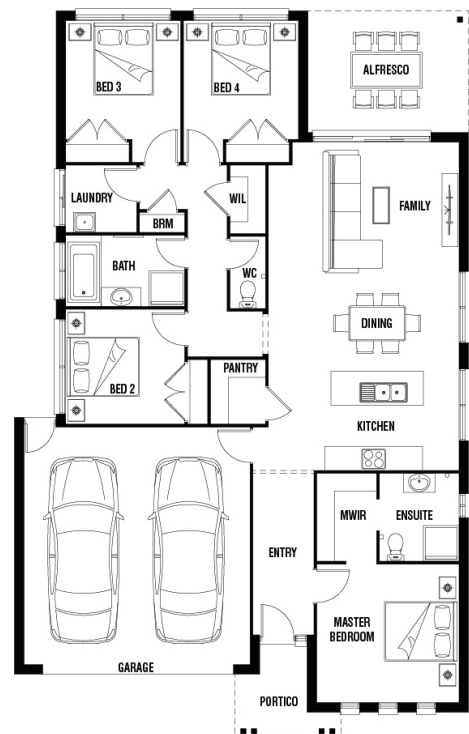 ALFRESCO
BED 3
BED 4
LAUNDRY
WIL
FAMILY
BRM
BATH
WC
DINING
PANTRY
BED 2
KITCHEN
MWIR
ENSUITE
ENTRY
MASTER
BEDROOM
GARAGE
PORTICO